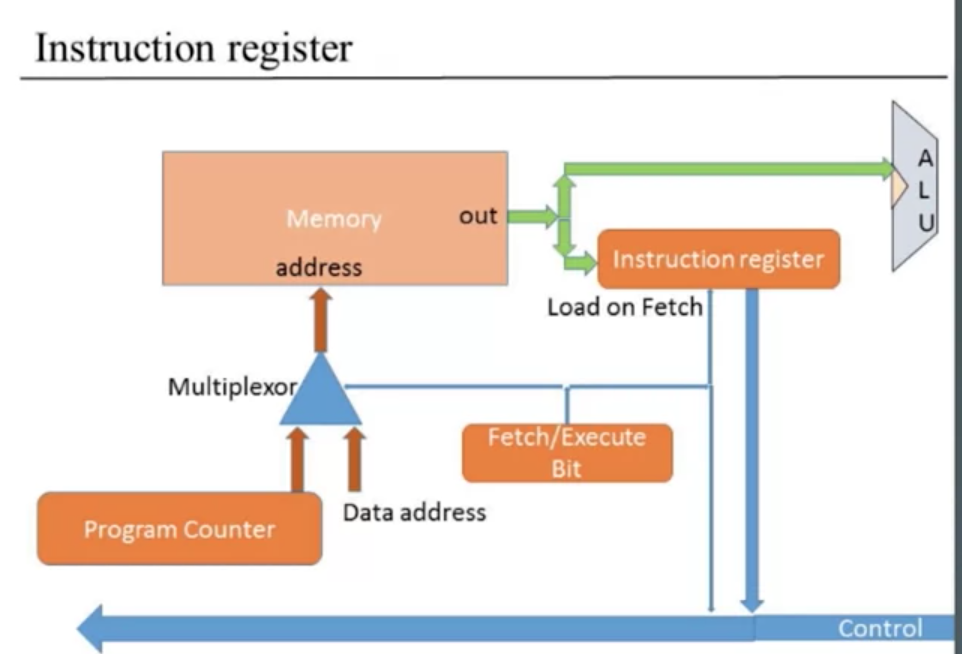 Instruction register
A
L
U
Memory
out
address
Instruction register
Load on Fetch
Multiplexor
Fetch/Execute
Bit
Data address
Program Counter
Control